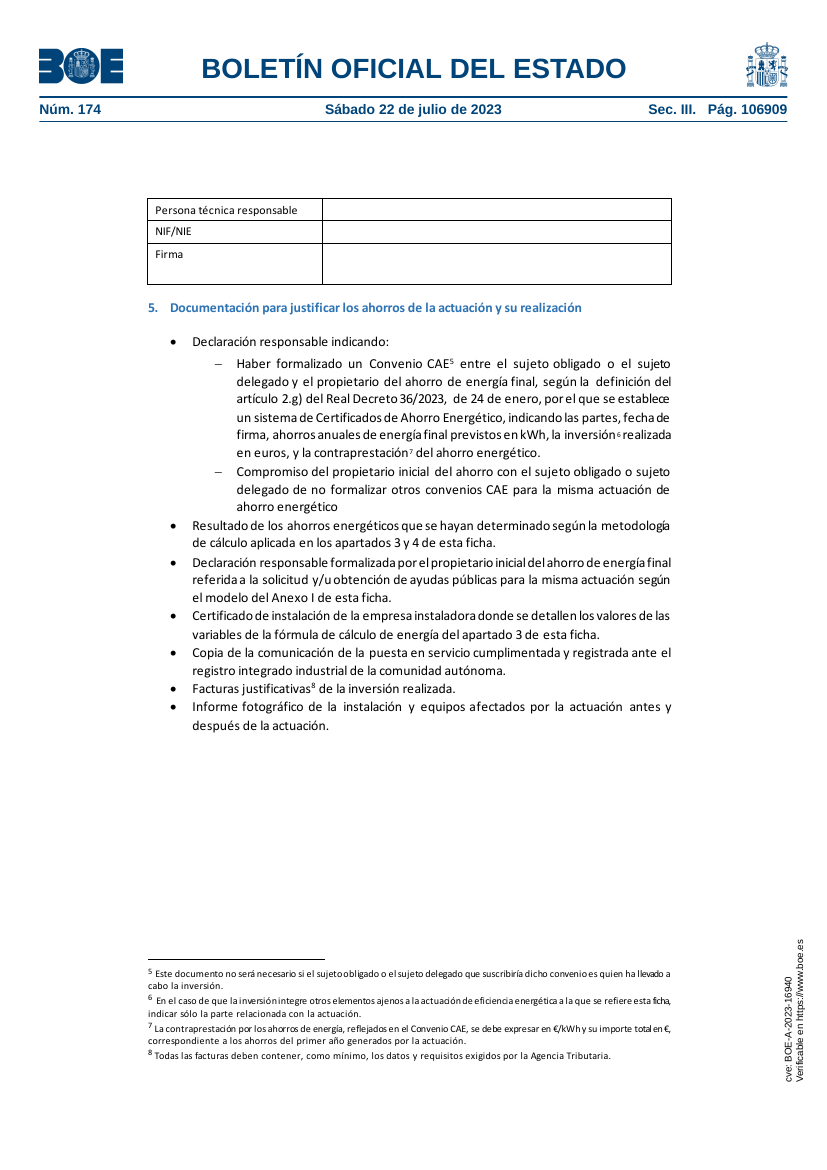 BOE
BOLETÍN OFICIAL DEL ESTADO
Núm. 174 Sábado 22 de julio de 2023 Sec. III. Pág. 106909
Persona técnica responsable
NIF/NIE
Firma
5. Documentación para justificar los ahorros de la actuación y su realización
• Declaración responsable indicando:
– Haber formalizado un Convenio CAE5 entre el sujeto obligado o el sujeto
delegado y el propietario del ahorro de energía final, según la definición del
artículo 2.g) del Real Decreto 36/2023, de 24 de enero, por el que se establece
un sistema de Certificados de Ahorro Energético, indicando las partes, fecha de
firma, ahorros anuales de energía final previstos en kWh, la inversión6 realizada
en euros, y la contraprestación7 del ahorro energético.
– Compromiso del propietario inicial del ahorro con el sujeto obligado o sujeto
delegado de no formalizar otros convenios CAE para la misma actuación de
ahorro energético
• Resultado de los ahorros energéticos que se hayan determinado según la metodología
de cálculo aplicada en los apartados 3 y 4 de esta ficha.
• Declaración responsable formalizada por el propietario inicial del ahorro de energía final
referida a la solicitud y/u obtención de ayudas públicas para la misma actuación según
el modelo del Anexo I de esta ficha.
• Certificado de instalación de la empresa instaladora donde se detallen los valores de las
variables de la fórmula de cálculo de energía del apartado 3 de esta ficha.
• Copia de la comunicación de la puesta en servicio cumplimentada y registrada ante el
registro integrado industrial de la comunidad autónoma.
• Facturas justificativas8 de la inversión realizada.
• Informe fotográfico de la instalación y equipos afectados por la actuación antes y
después de la actuación.
5 Este documento no será necesario si el sujeto obligado o el sujeto delegado que suscribiría dicho convenio es quien ha llevado a
cabo la inversión.
6 En el caso de que la inversión integre otros elementos ajenos a la actuación de eficiencia energética a la que se refiere esta ficha,
indicar sólo la parte relacionada con la actuación.
7 La contraprestación por los ahorros de energía, reflejados en el Convenio CAE, se debe expresar en €/kWh y su importe total en €,
correspondiente a los ahorros del primer año generados por la actuación.
8 Todas las facturas deben contener, como mínimo, los datos y requisitos exigidos por la Agencia Tributaria.
cve: BOE-A-2023-16940
Verificable en https://www.boe.es